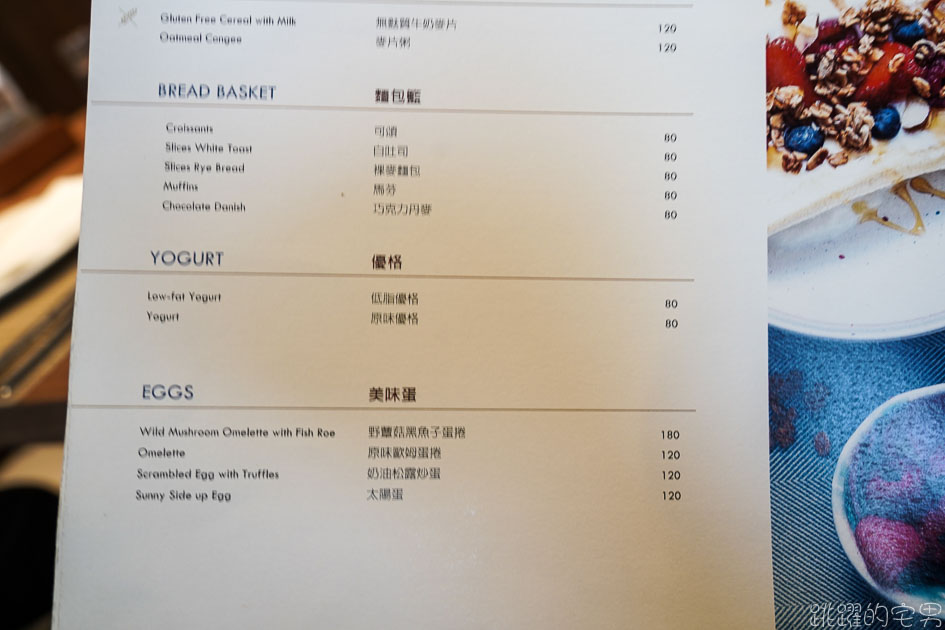 Gluten Free Cereal with Milk 無麩質牛奶麥片 120
Oatmeal Congee 麥片粥 120
BREAD BASKET 麵包籃
Croissants 可頌 80
Slices White Toast 白吐司 80
Slices Rye Bread 裸麥麵包 80
Muffins 馬芬 80
Chocolate Danish 巧克力丹麥 80
YOGURT 優格
Low-fat Yogurt 低脂優格 80
Yogurt 原味優格 80
EGGS 美味蛋
Wild Mushroom Omelette with Fish Roe 野蕈菇黑魚子蛋捲 180
Omelette 原味歐姆蛋捲 120
Scrambled Egg with Truffles 奶油松露炒蛋 120
Sunny Side up Egg 太陽蛋 120
跳躍的宅男